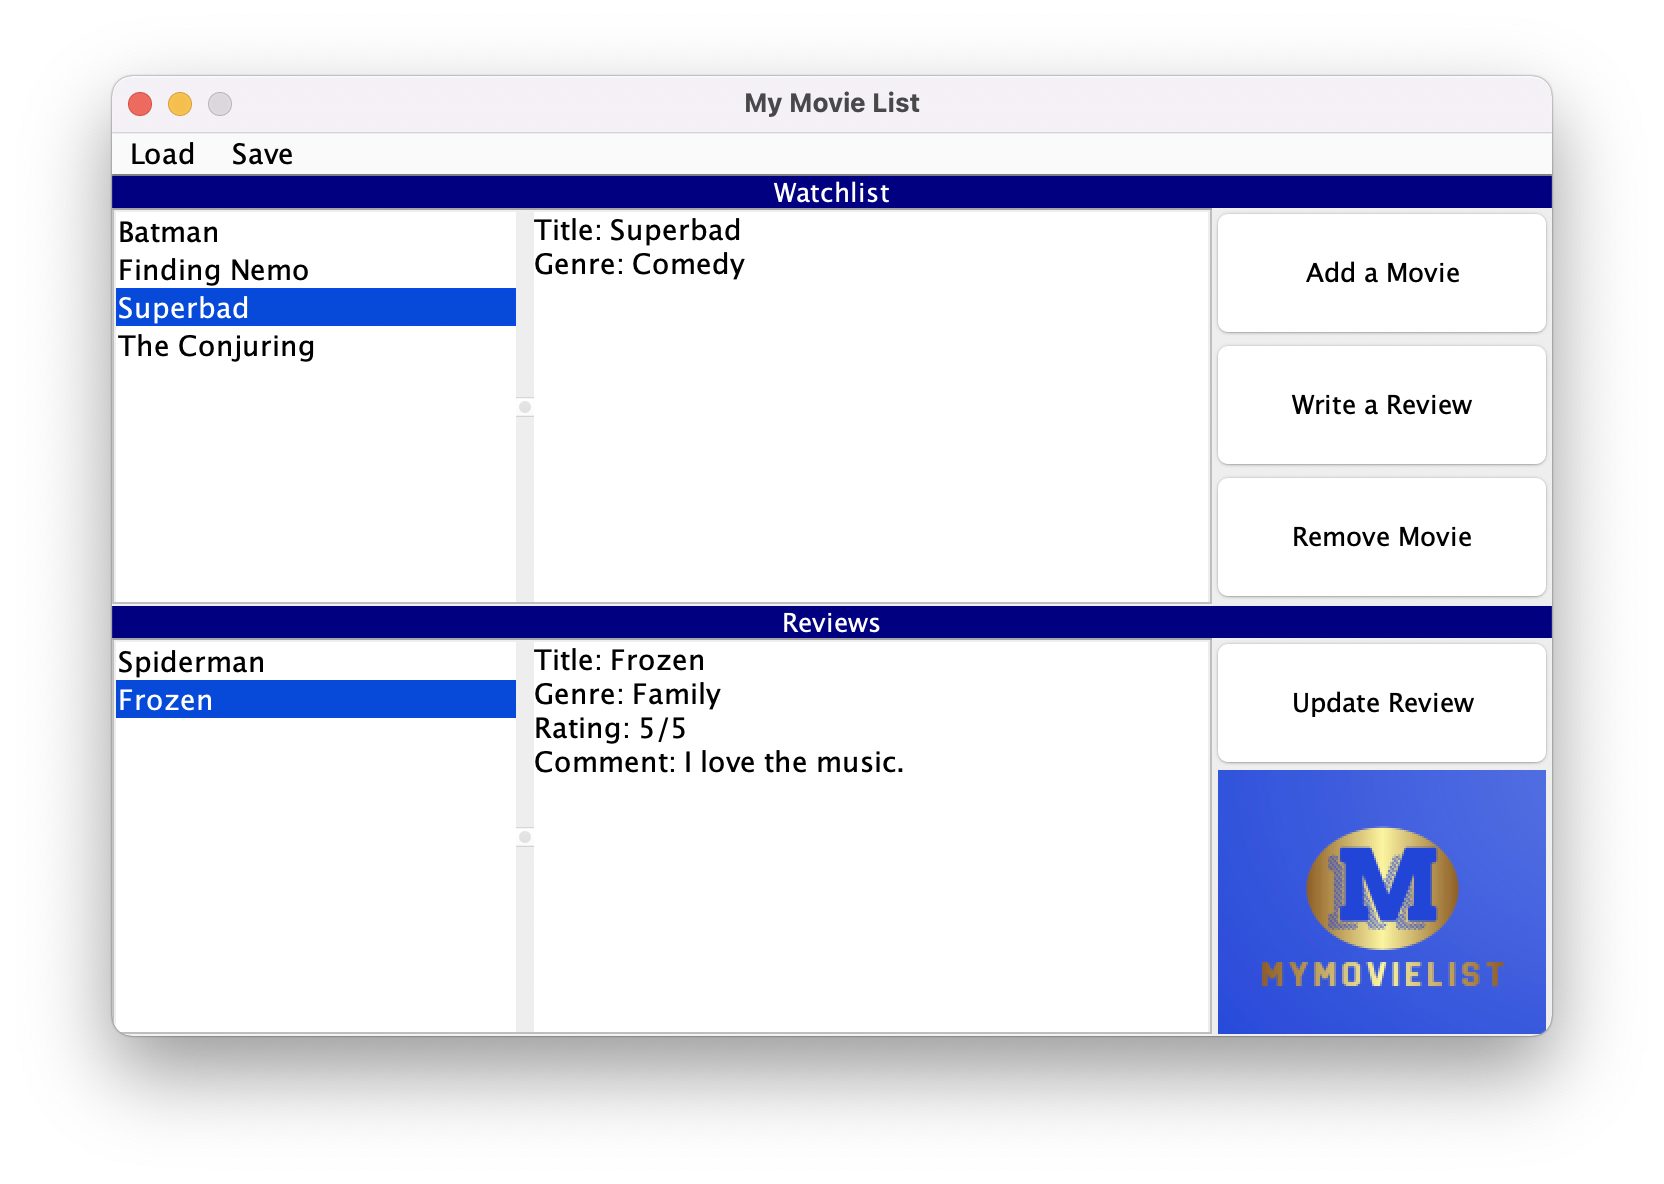 My Movie List
Load Save
Watchlist
Batman
Finding Nemo
Superbad
The Conjuring
Title: Superbad
Genre: Comedy
Add a Movie
Write a Review
Remove Movie
Reviews
Spiderman
Frozen
Title: Frozen
Genre: Family
Rating: 5/5
Comment: I love the music.
Update Review
M
MYMOVIELIST